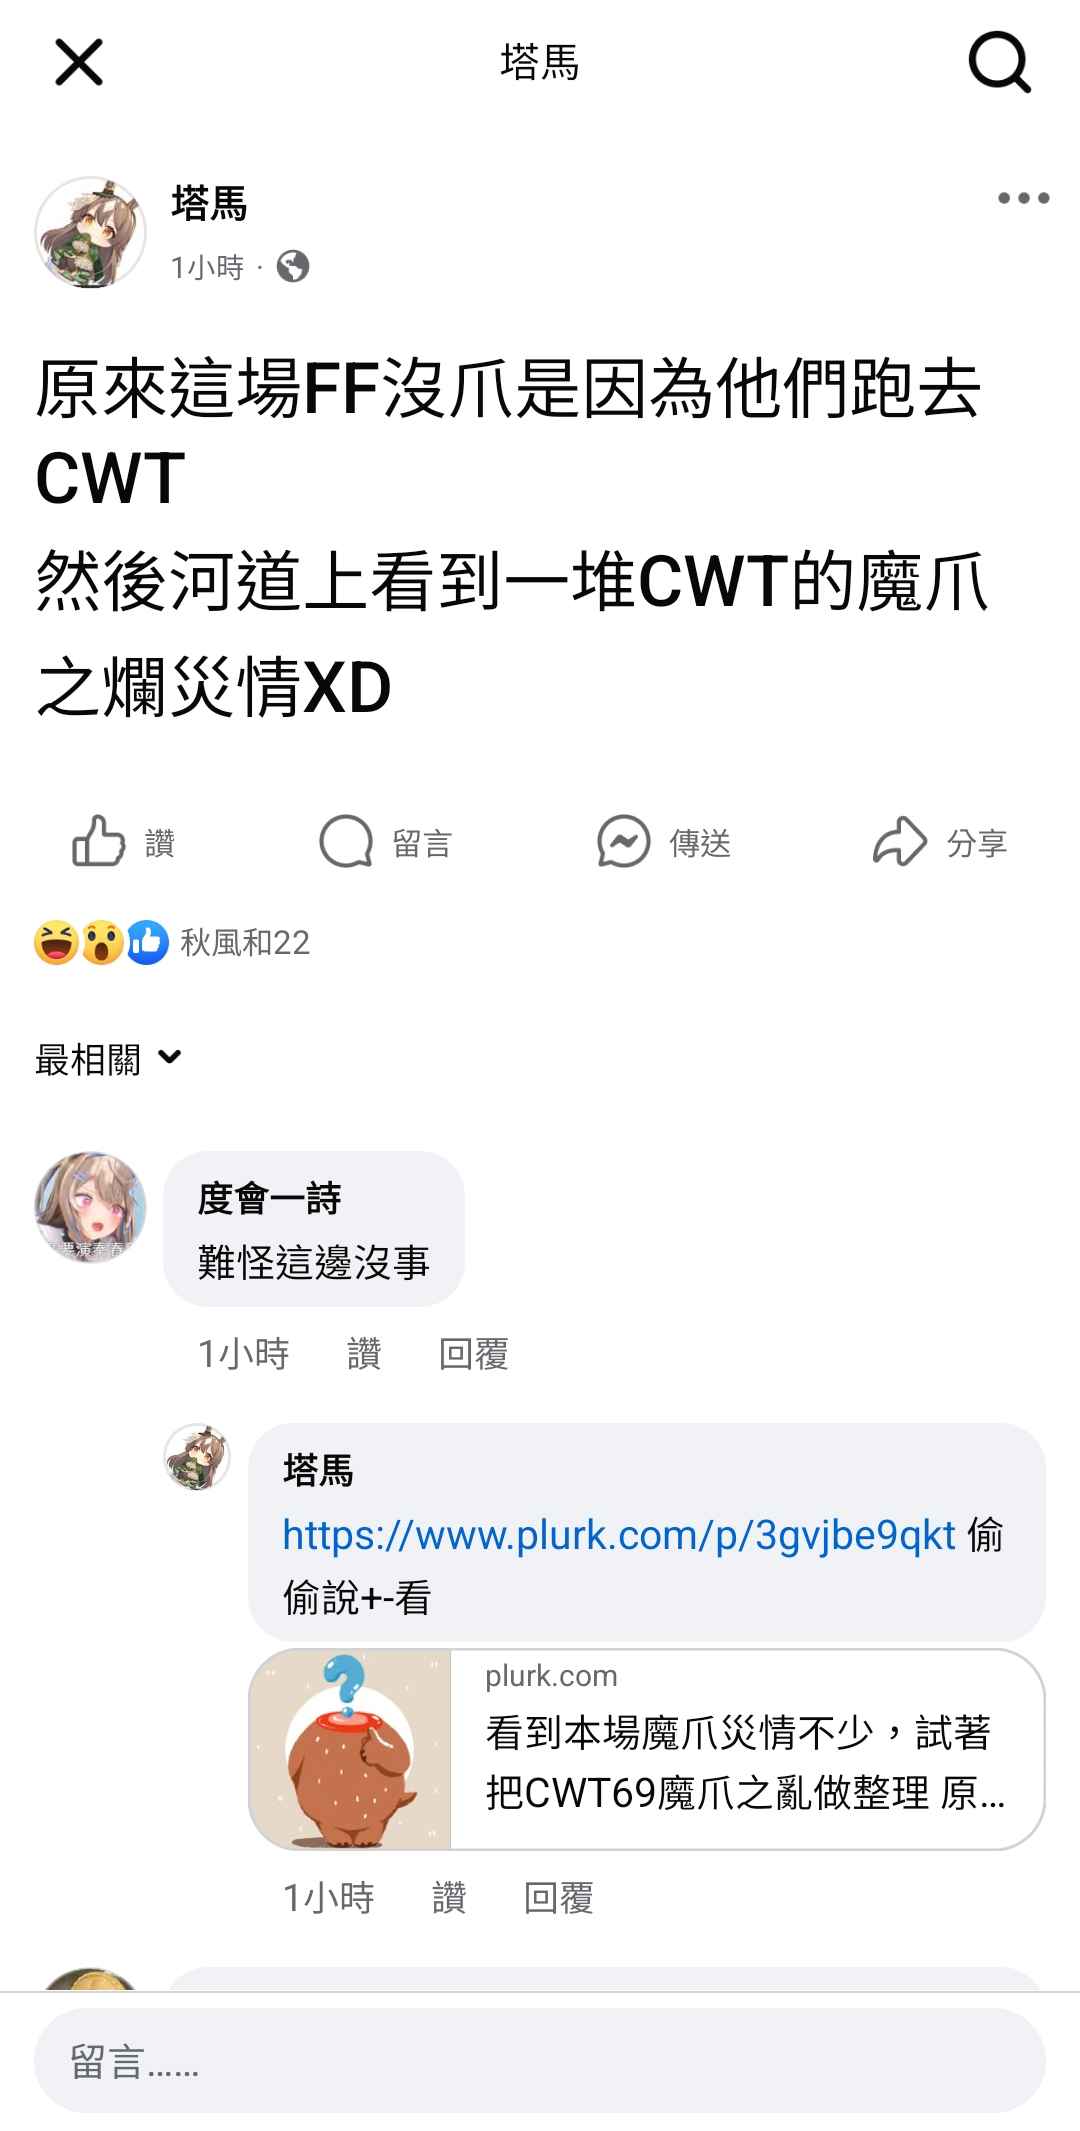 塔馬
塔馬
1小時 ·
原來這場FF沒爪是因為他們跑去
CWT
然後河道上看到一堆CWT的魔爪
之爛災情XD
讚 留言 傳送 分享
秋風和22
最相關
度會一詩
難怪這邊沒事
1小時 讚 回覆
塔馬
https://www.plurk.com/p/3gvjbe9qkt 偷
偷說+-看
plurk.com
看到本場魔爪災情不少，試著
把CWT69魔爪之亂做整理 原...
1小時 讚 回覆
留言......